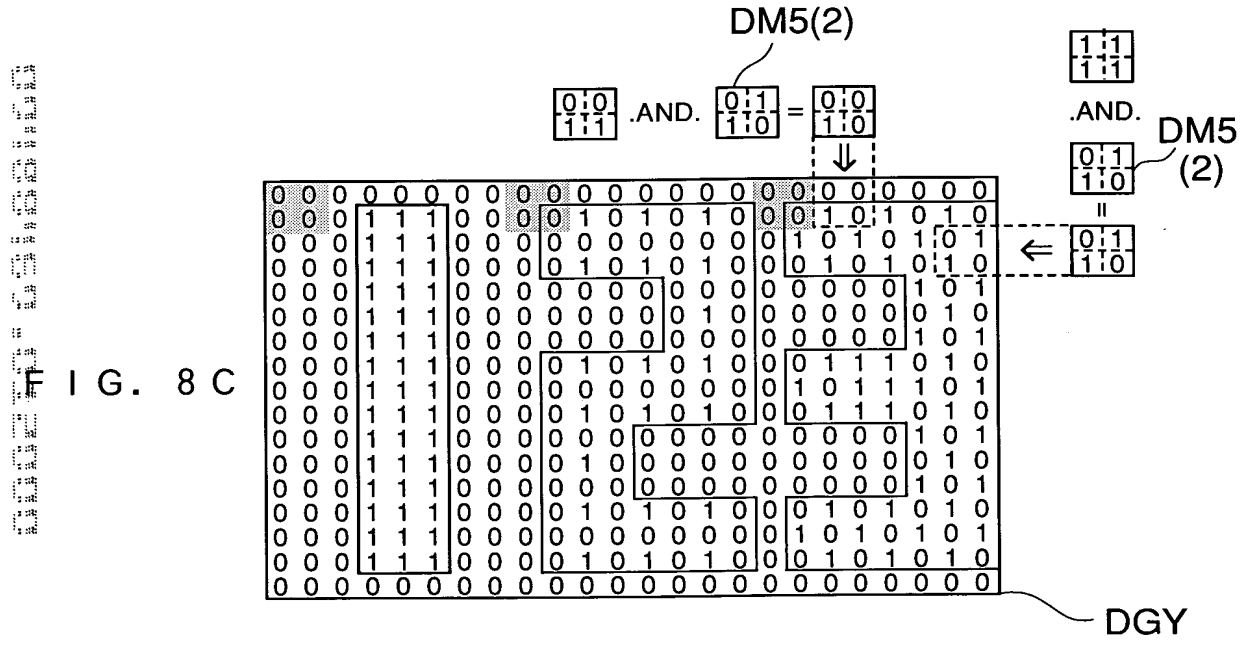 DM5(2)
1 1
1 1
.AND.
0 1
1 0
DM5
(2)
=
0 1
1 0
⇐
0 0
1 1
.AND.
0 1
1 0
=
0 0
1 0
⇓
0 0 0 0 0 0 0 0 0 0 0 0 0 0 0 0 0 0 0 0 0 0 0 0
0 0 0 1 1 1 0 0 0 0 1 0 1 0 1 0 0 0 1 0 1 0 1 0
0 0 0 1 1 1 0 0 0 0 0 0 0 0 0 0 0 1 0 1 0 1 0 1
0 0 0 1 1 1 0 0 0 0 1 0 1 0 1 0 0 0 1 0 1 0 1 0
0 0 0 1 1 1 0 0 0 0 0 0 0 0 0 0 0 0 0 0 0 1 0 1
0 0 0 1 1 1 0 0 0 0 0 0 0 0 1 0 0 0 0 0 0 0 1 0
0 0 0 1 1 1 0 0 0 0 0 0 0 0 0 0 0 0 0 0 0 1 0 1
0 0 0 1 1 1 0 0 0 0 1 0 1 0 1 0 0 0 1 1 1 0 1 0
0 0 0 1 1 1 0 0 0 0 0 0 0 0 0 0 0 1 0 1 1 1 0 1
0 0 0 1 1 1 0 0 0 0 1 0 1 0 1 0 0 0 1 1 1 0 1 0
0 0 0 1 1 1 0 0 0 0 0 0 0 0 0 0 0 0 0 0 0 1 0 1
0 0 0 1 1 1 0 0 0 0 1 0 0 0 0 0 0 0 0 0 0 0 1 0
0 0 0 1 1 1 0 0 0 0 0 0 0 0 0 0 0 0 0 0 0 1 0 1
0 0 0 1 1 1 0 0 0 0 1 0 1 0 1 0 0 0 1 0 1 0 1 0
0 0 0 1 1 1 0 0 0 0 0 0 0 0 0 0 0 1 0 1 0 1 0 1
0 0 0 1 1 1 0 0 0 0 1 0 1 0 1 0 0 0 1 0 1 0 1 0
0 0 0 0 0 0 0 0 0 0 0 0 0 0 0 0 0 0 0 0 0 0 0 0
FIG. 8C
DGY